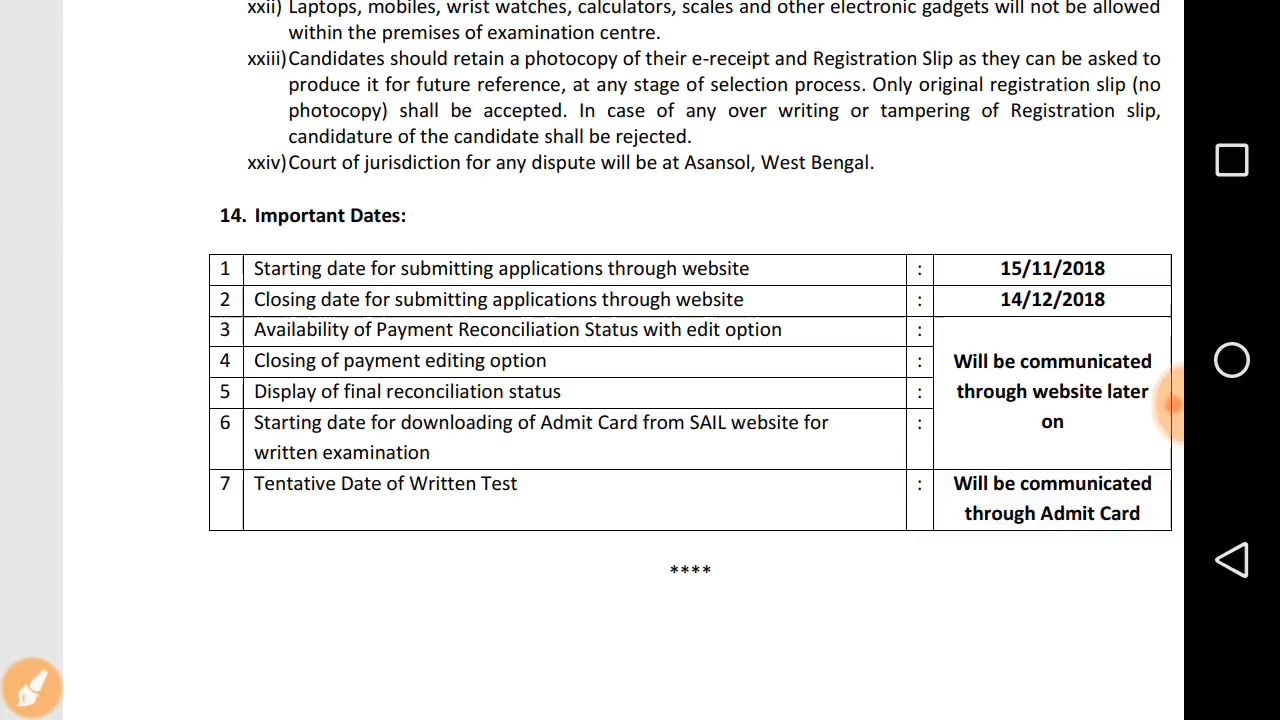 xxii) Laptops, mobiles, wrist watches, calculators, scales and other electronic gadgets will not be allowed
within the premises of examination centre.
xxiii) Candidates should retain a photocopy of their e-receipt and Registration Slip as they can be asked to
produce it for future reference, at any stage of selection process. Only original registration slip (no
photocopy) shall be accepted. In case of any over writing or tampering of Registration slip,
candidature of the candidate shall be rejected.
xxiv) Court of jurisdiction for any dispute will be at Asansol, West Bengal.
14. Important Dates:
1 Starting date for submitting applications through website : 15/11/2018
2 Closing date for submitting applications through website : 14/12/2018
3 Availability of Payment Reconciliation Status with edit option :
4 Closing of payment editing option :
5 Display of final reconciliation status :
6 Starting date for downloading of Admit Card from SAIL website for :
written examination
Will be communicated
through website later
on
7 Tentative Date of Written Test : Will be communicated
through Admit Card
****